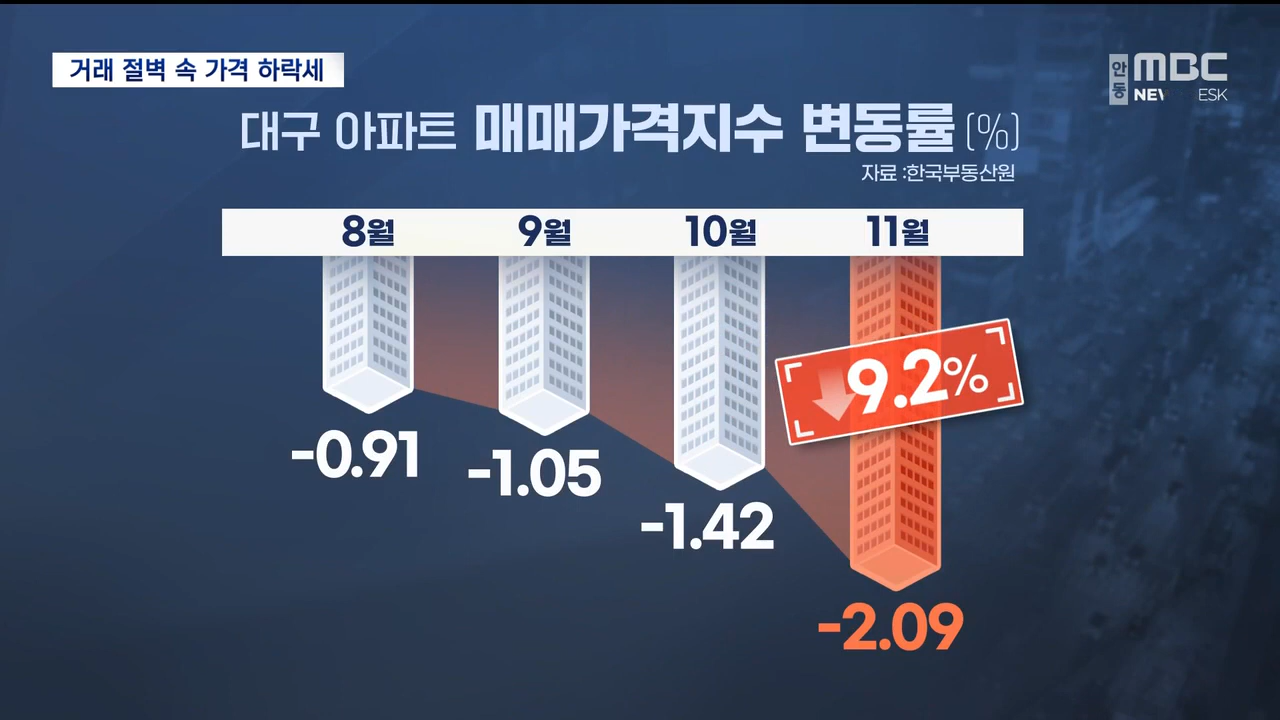 거래 절벽 속 가격 하락세
안동 MBC
NEW ESK
대구 아파트 매매가격지수 변동률 (%)
자료 :한국부동산원
8월 9월 10월 11월
9.2%
-0.91
-1.05
-1.42
-2.09